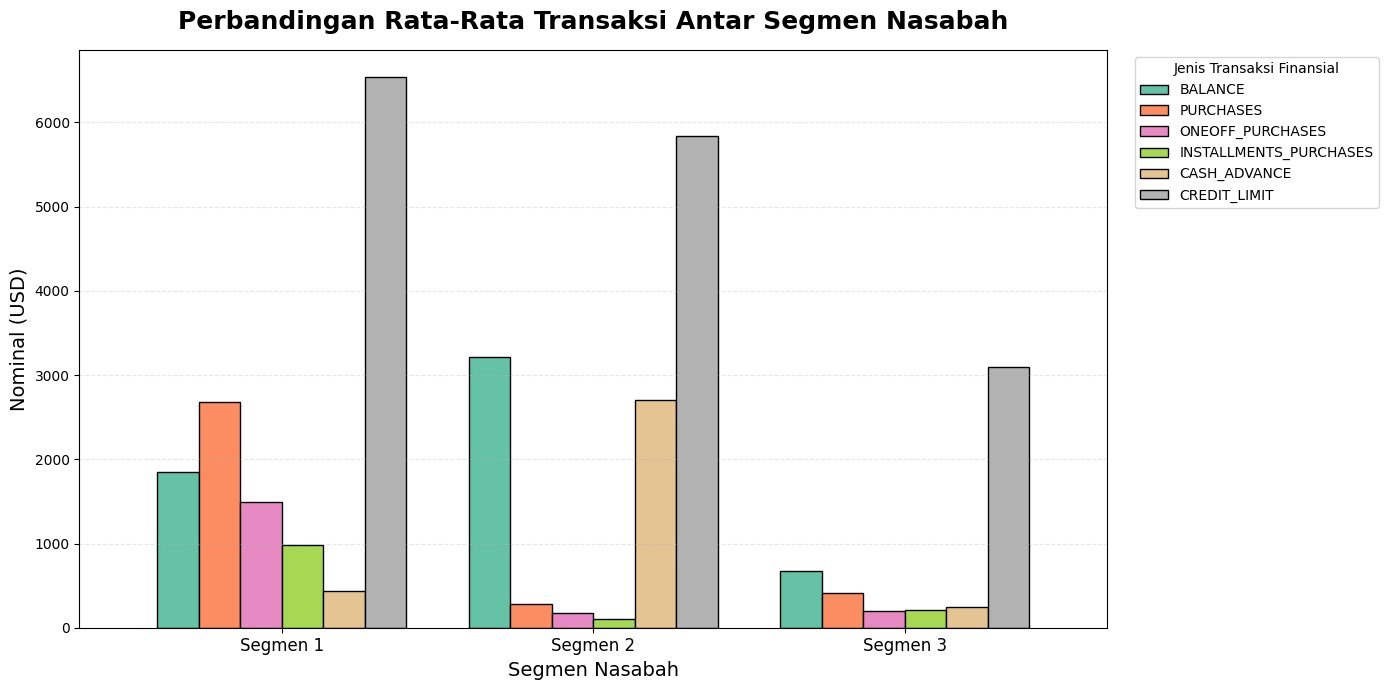 Perbandingan Rata-Rata Transaksi Antar Segmen Nasabah
Jenis Transaksi Finansial
BALANCE
PURCHASES
ONEOFF_PURCHASES
INSTALLMENTS_PURCHASES
CASH_ADVANCE
CREDIT_LIMIT
Nominal (USD)
6000
5000
4000
3000
2000
1000
0
Segmen 1
Segmen 2
Segmen 3
Segmen Nasabah